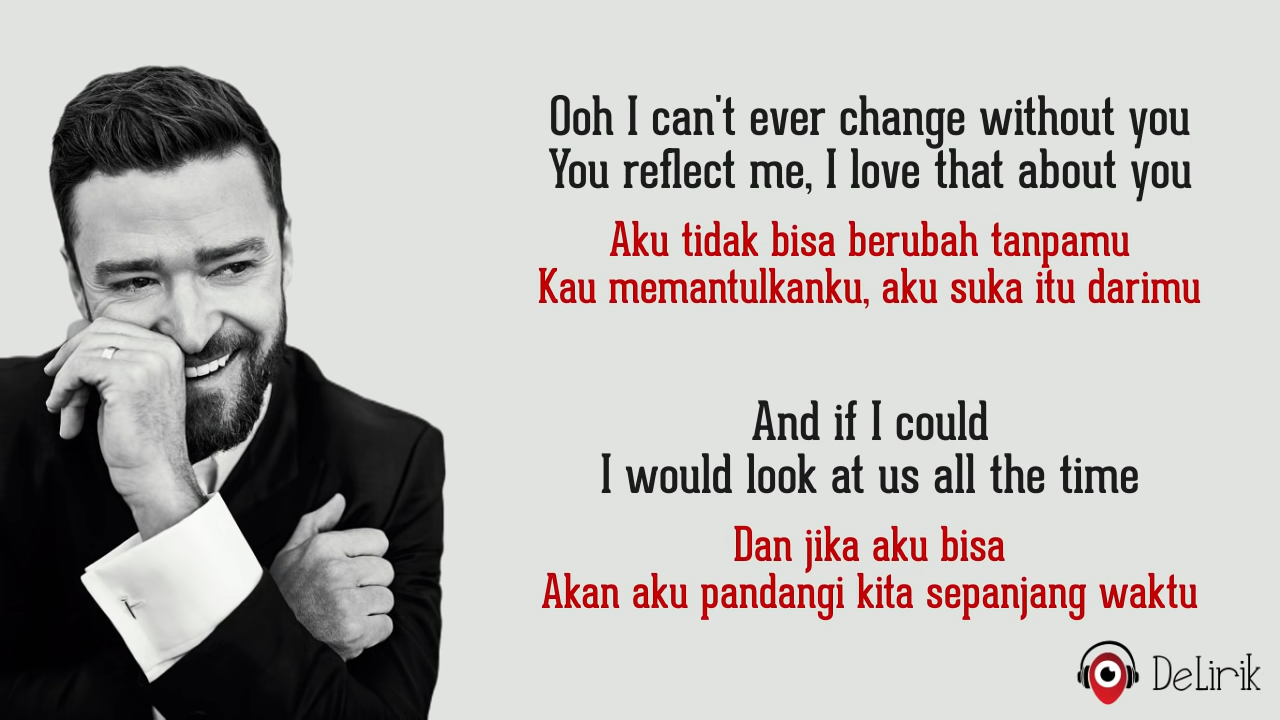 Ooh I can't ever change without you
You reflect me, I love that about you
Aku tidak bisa berubah tanpamu
Kau memantulkanku, aku suka itu darimu
And if I could
I would look at us all the time
Dan jika aku bisa
Akan aku pandangi kita sepanjang waktu
DeLirik